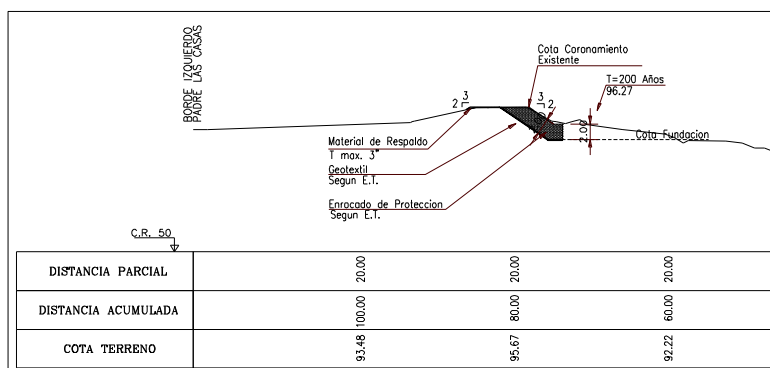 BORDE IZQUIERDO
PADRE LAS CASAS
Cota Coronamiento
Existente
T=200 Años
96.27
3
2
3
2
2.00
Cota Fundacion
Material de Respaldo
T max. 3"
Geotextil
Segun E.T.
Enrocado de Proteccion
Segun E.T.
C.R. 50
DISTANCIA PARCIAL 20.00 20.00 20.00
DISTANCIA ACUMULADA 100.00 80.00 60.00
COTA TERRENO 93.48 95.67 92.22